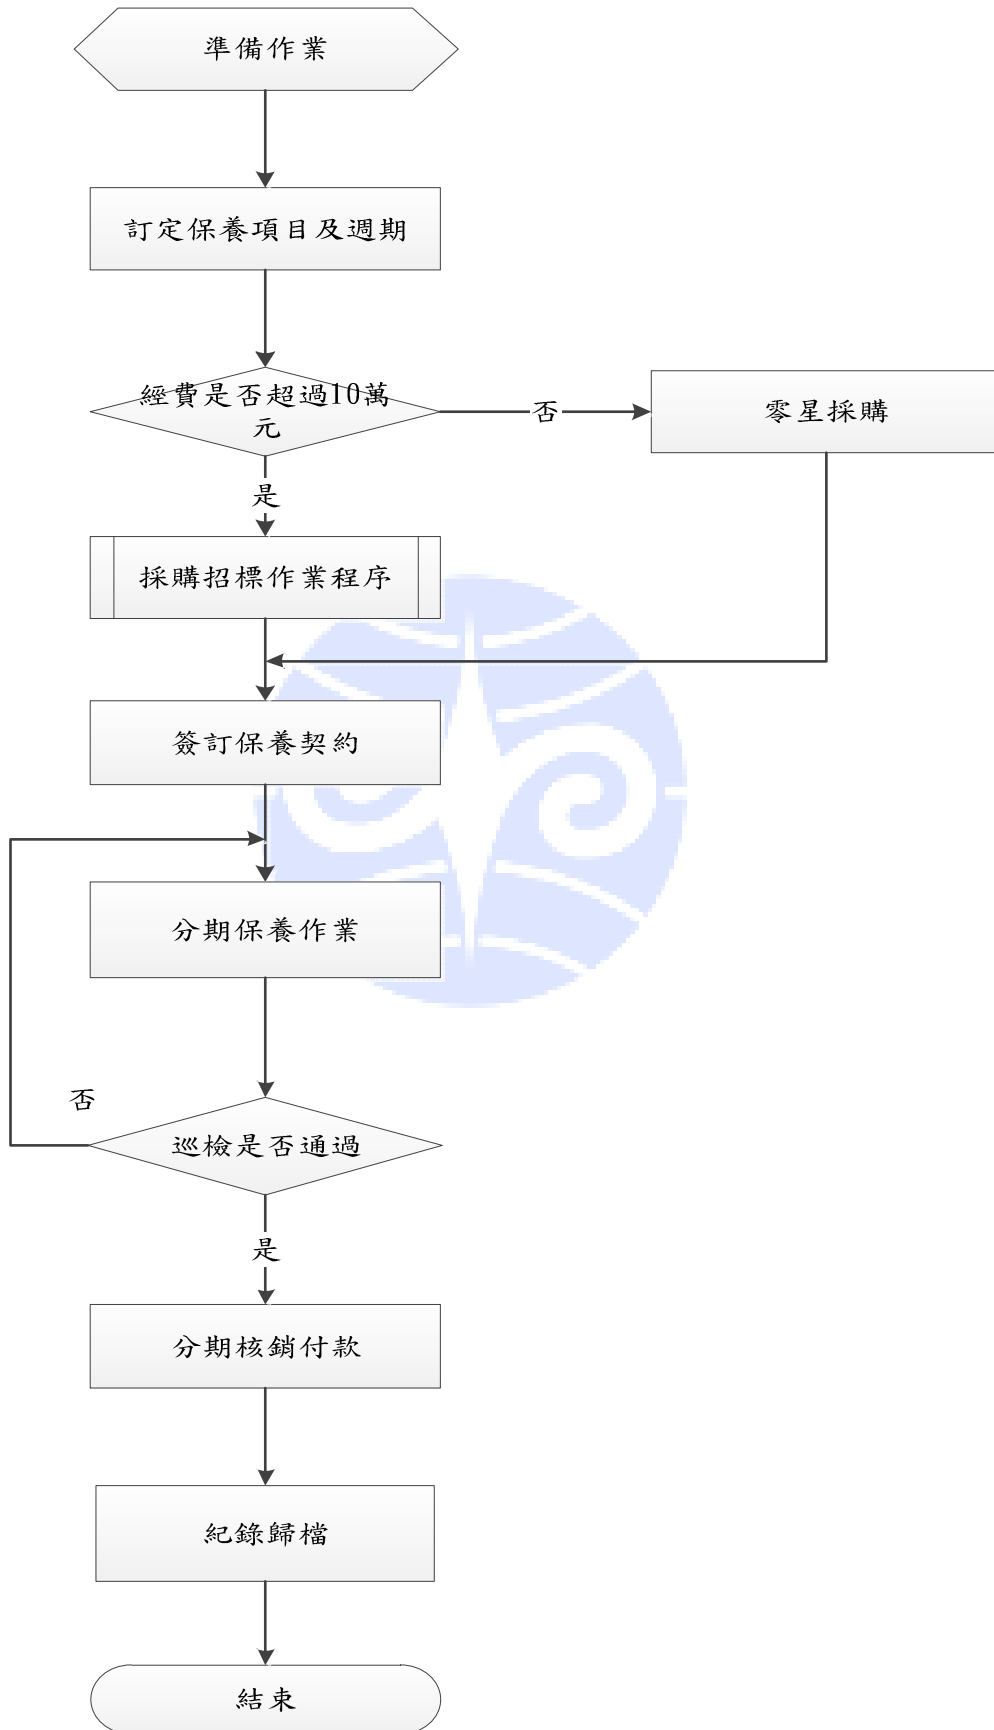 準備作業
訂定保養項目及週期
經費是否超過10萬
元
否
零星採購
是
採購招標作業程序
簽訂保養契約
分期保養作業
否
巡檢是否通過
是
分期核銷付款
紀錄歸檔
結束